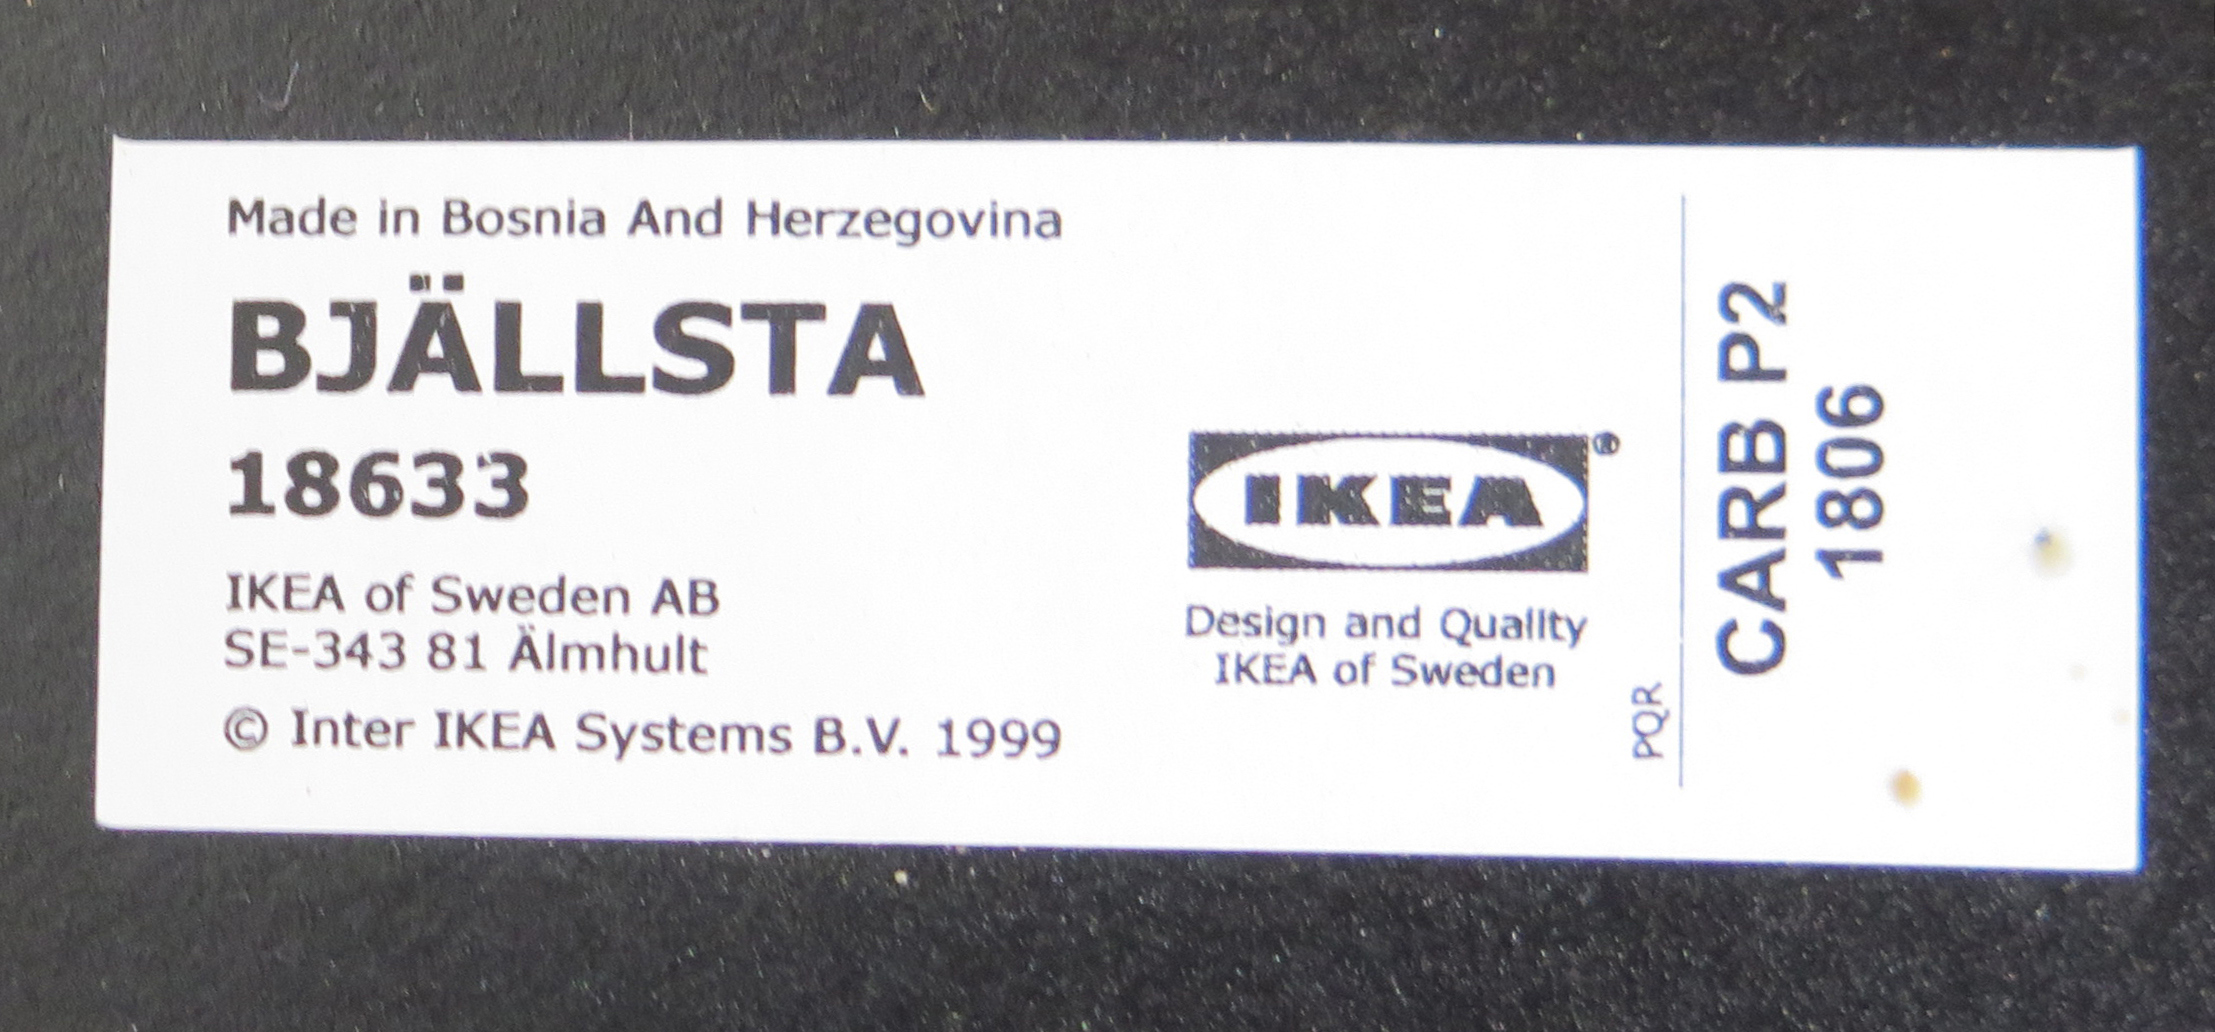 Made in Bosnia And Herzegovina
BJÄLLSTA
18633
IKEA of Sweden AB
SE-343 81 Älmhult
© Inter IKEA Systems B.V. 1999
IKEA®
Design and Quality
IKEA of Sweden
PQR
CARB P2
1806